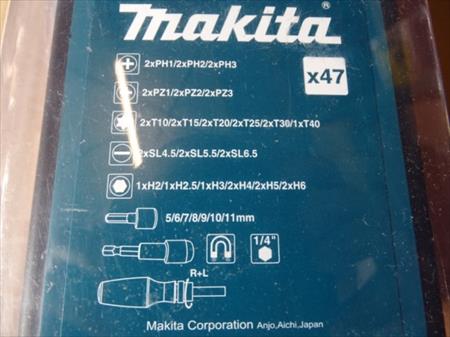 makita
2xPH1/2xPH2/2xPH3
x47
2xPZ1/2xPZ2/2xPZ3
2xT10/2xT15/2xT20/2xT25/2xT30/1xT40
2xSL4.5/2xSL5.5/2xSL6.5
1xH2/1xH2.5/1xH3/2xH4/2xH5/2xH6
5/6/7/8/9/10/11mm
1/4"
R+L
Makita Corporation Anjo,Aichi,Japan